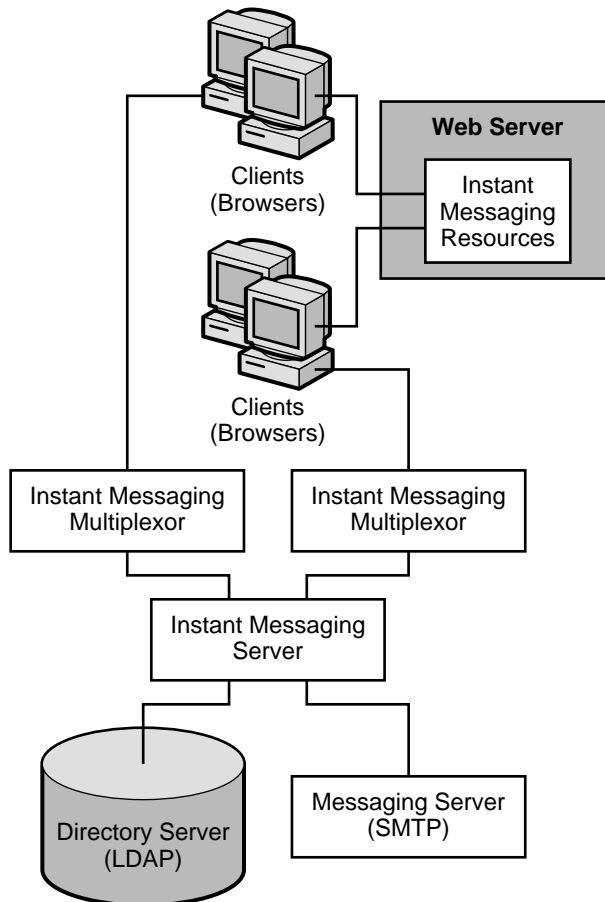 Web Server
Clients
(Browsers)
Instant
Messaging
Resources
Clients
(Browsers)
Instant Messaging
Multiplexor
Instant Messaging
Multiplexor
Instant Messaging
Server
Directory Server
(LDAP)
Messaging Server
(SMTP)